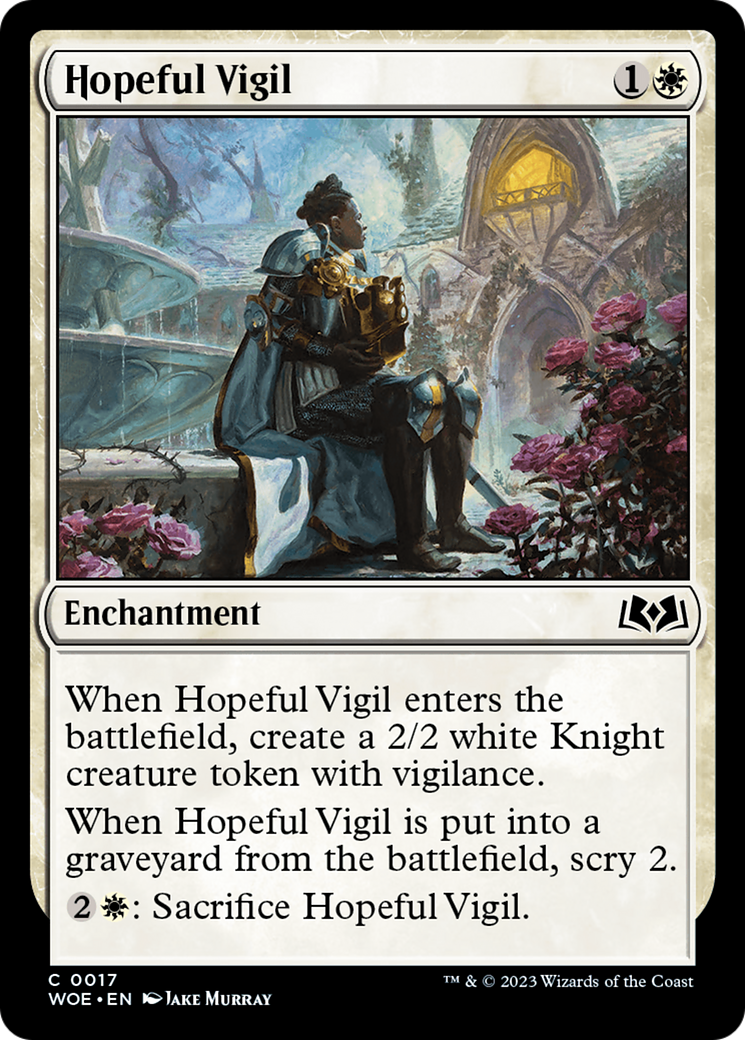 Hopeful Vigil 1
Enchantment
When Hopeful Vigil enters the
battlefield, create a 2/2 white Knight
creature token with vigilance.
When Hopeful Vigil is put into a
graveyard from the battlefield, scry 2.
2 : Sacrifice Hopeful Vigil.
C 0017
WOE • EN Jake Murray
™ & © 2023 Wizards of the Coast